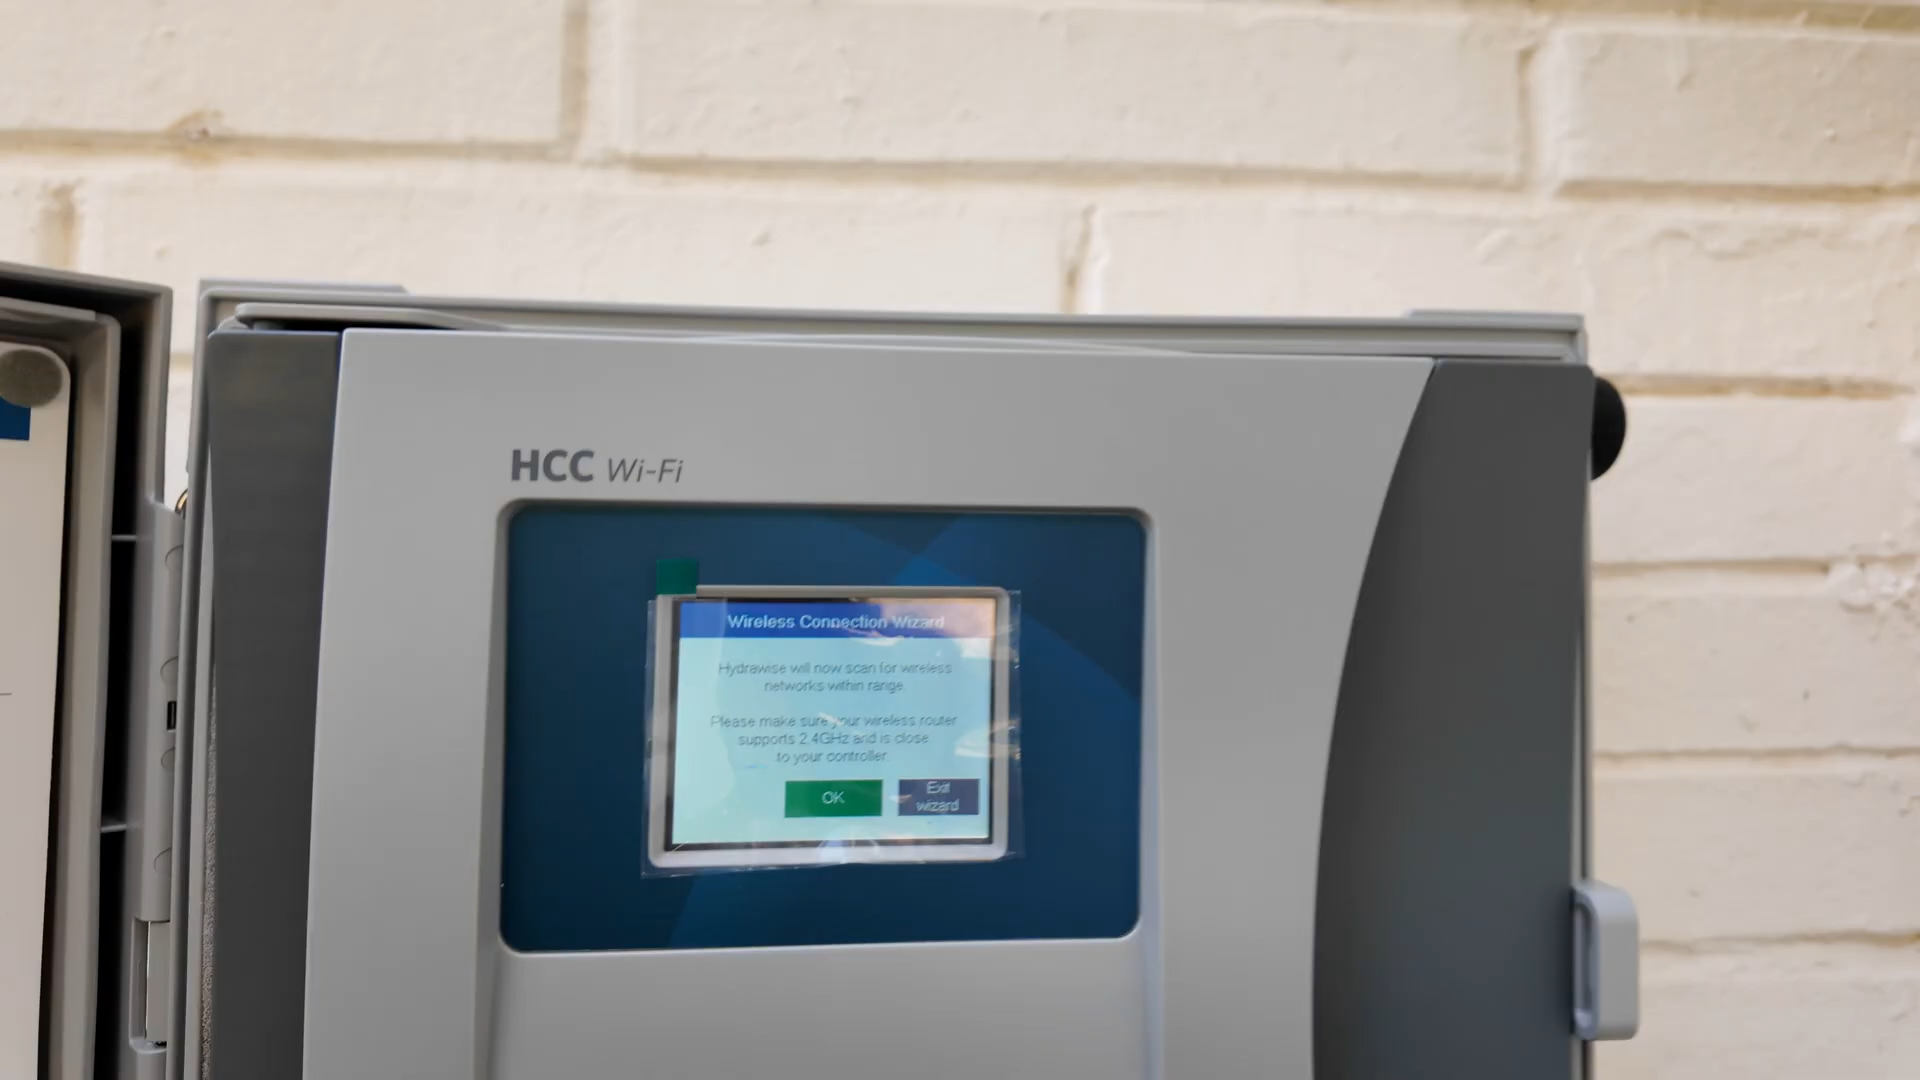 HCC Wi-Fi
Wireless Connection Wizard
Hydrawise will now scan for wireless
networks within range.
Please make sure your wireless router
supports 2.4GHz and is close
to your controller.
OK
Exit
wizard